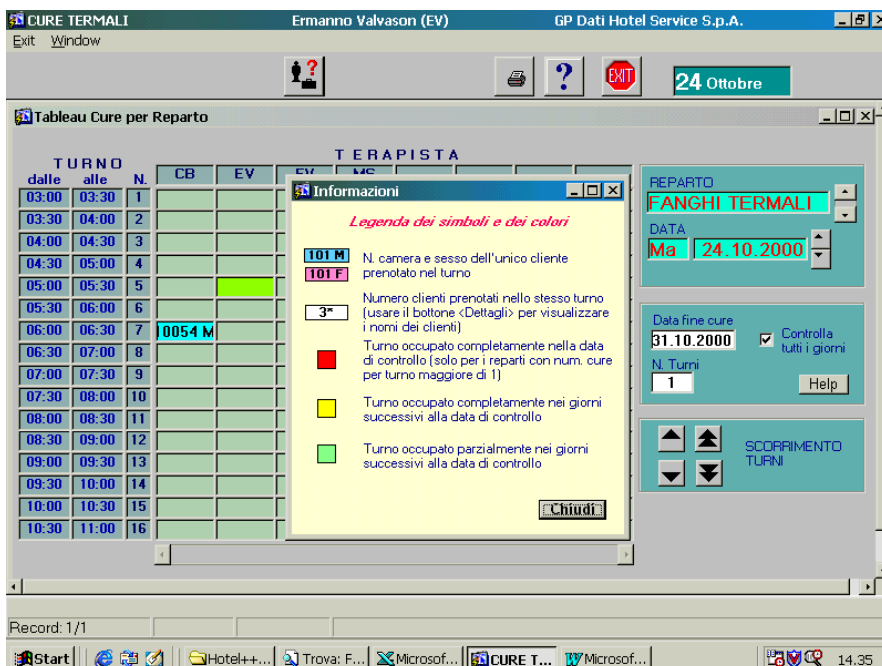 CURE TERMALI Ermanno Valvason (EV) GP Dati Hotel Service S.p.A.
Exit Window
EXIT
24 Ottobre
Tableau Cure per Reparto
TERAPISTA
TURNO
dalle alle N. CB EV EV MS
03:00 03:30 1
03:30 04:00 2
04:00 04:30 3
04:30 05:00 4
05:00 05:30 5
05:30 06:00 6
06:00 06:30 7 0054 M
06:30 07:00 8
07:00 07:30 9
07:30 08:00 10
08:00 08:30 11
08:30 09:00 12
09:00 09:30 13
09:30 10:00 14
10:00 10:30 15
10:30 11:00 16
Informazioni
Legenda dei simboli e dei colori
101 M
101 F
N. camera e sesso dell'unico cliente
prenotato nel turno
3*
Numero clienti prenotati nello stesso turno
(usare il bottone <Dettagli> per visualizzare
i nomi dei clienti)
Turno occupato completamente nella data
di controllo (solo per i reparti con num. cure
per turno maggiore di 1)
Turno occupato completamente nei giorni
successivi alla data di controllo
Turno occupato parzialmente nei giorni
successivi alla data di controllo
Chiudi
REPARTO
FANGHI TERMALI
DATA
Ma 24.10.2000
Data fine cure
31.10.2000
Controlla
tutti i giorni
N. Turni
1
Help
SCORRIMENTO
TURNI
Record: 1/1
Start Hotel++... Trova: F... Microsof... CURE T... Microsof... 14.35